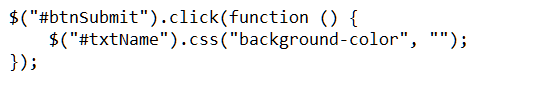 $("#btnSubmit").click(function () {
    $("#txtName").css("background-color", "");
});